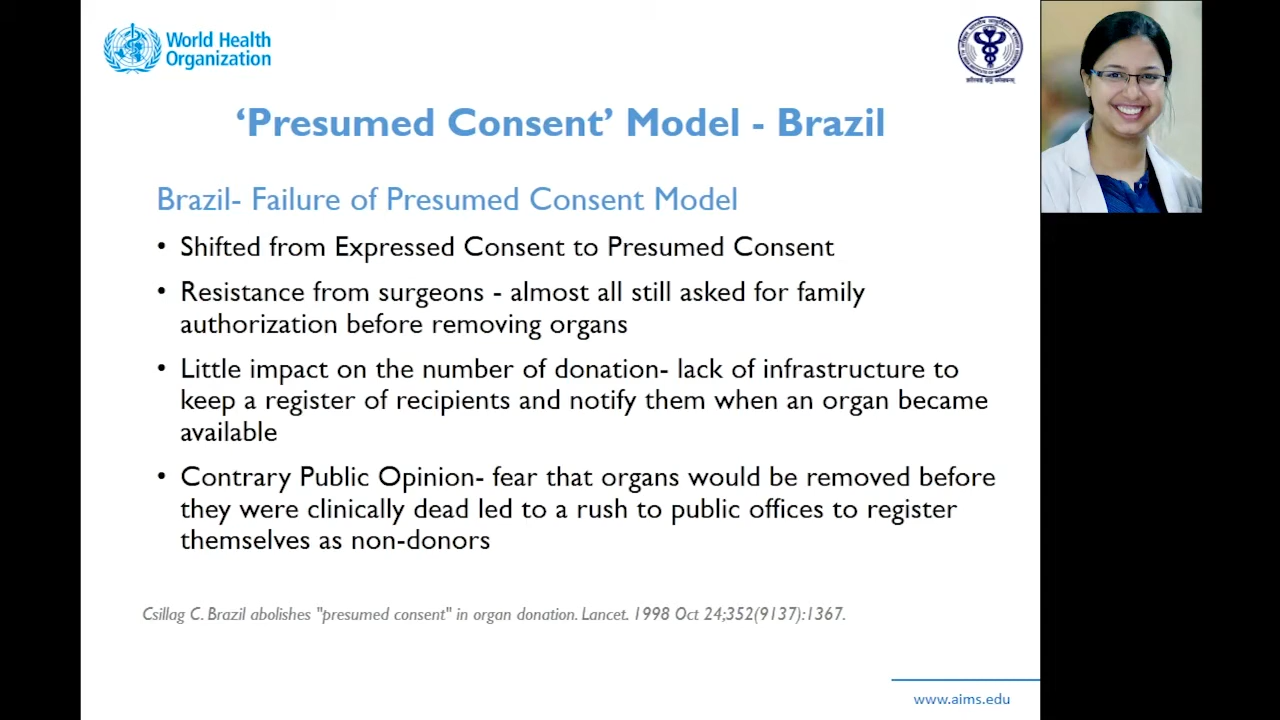 World Health
Organization
‘Presumed Consent’ Model - Brazil
Brazil- Failure of Presumed Consent Model
• Shifted from Expressed Consent to Presumed Consent
• Resistance from surgeons - almost all still asked for family
authorization before removing organs
• Little impact on the number of donation- lack of infrastructure to
keep a register of recipients and notify them when an organ became
available
• Contrary Public Opinion- fear that organs would be removed before
they were clinically dead led to a rush to public offices to register
themselves as non-donors
Csillag C. Brazil abolishes "presumed consent" in organ donation. Lancet. 1998 Oct 24;352(9137):1367.
www.aims.edu